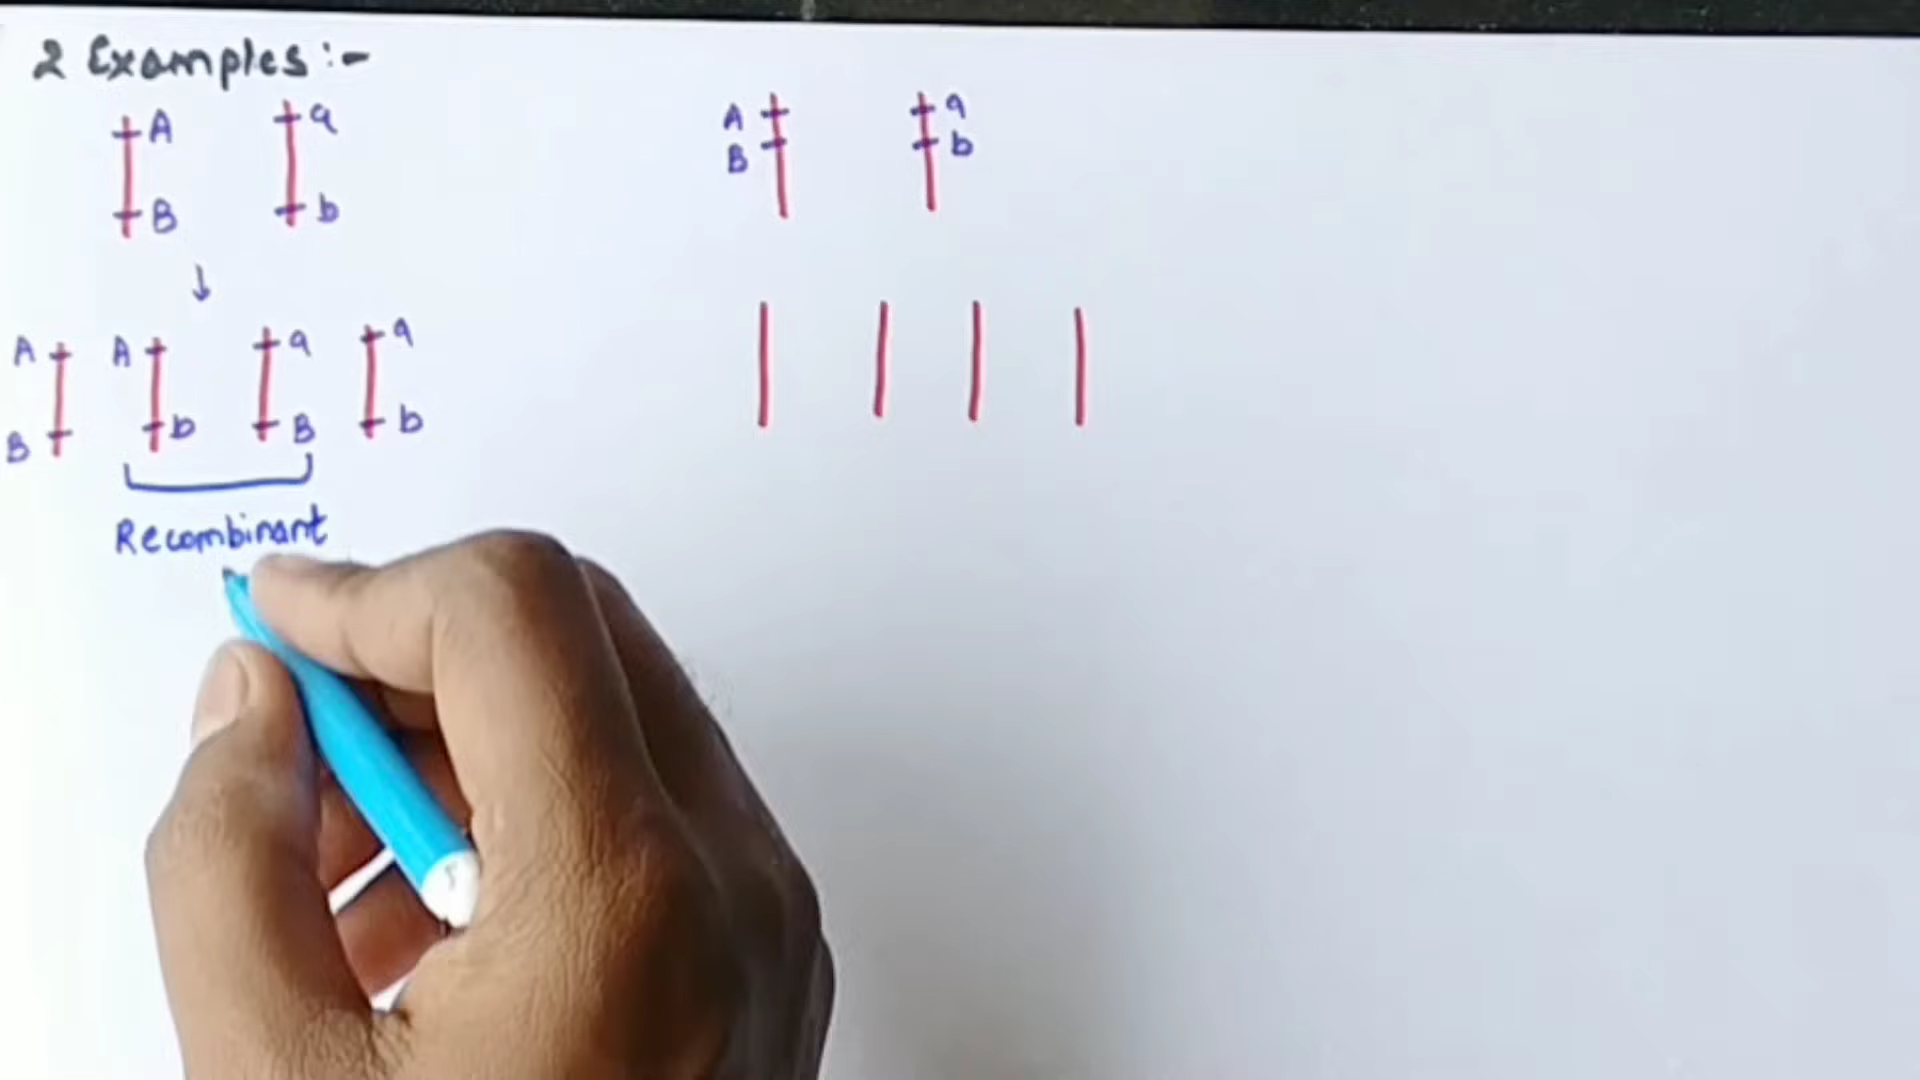 2 Examples :-
A a
B b
↓
A A a a
B b B b
Recombinant
A a
B b